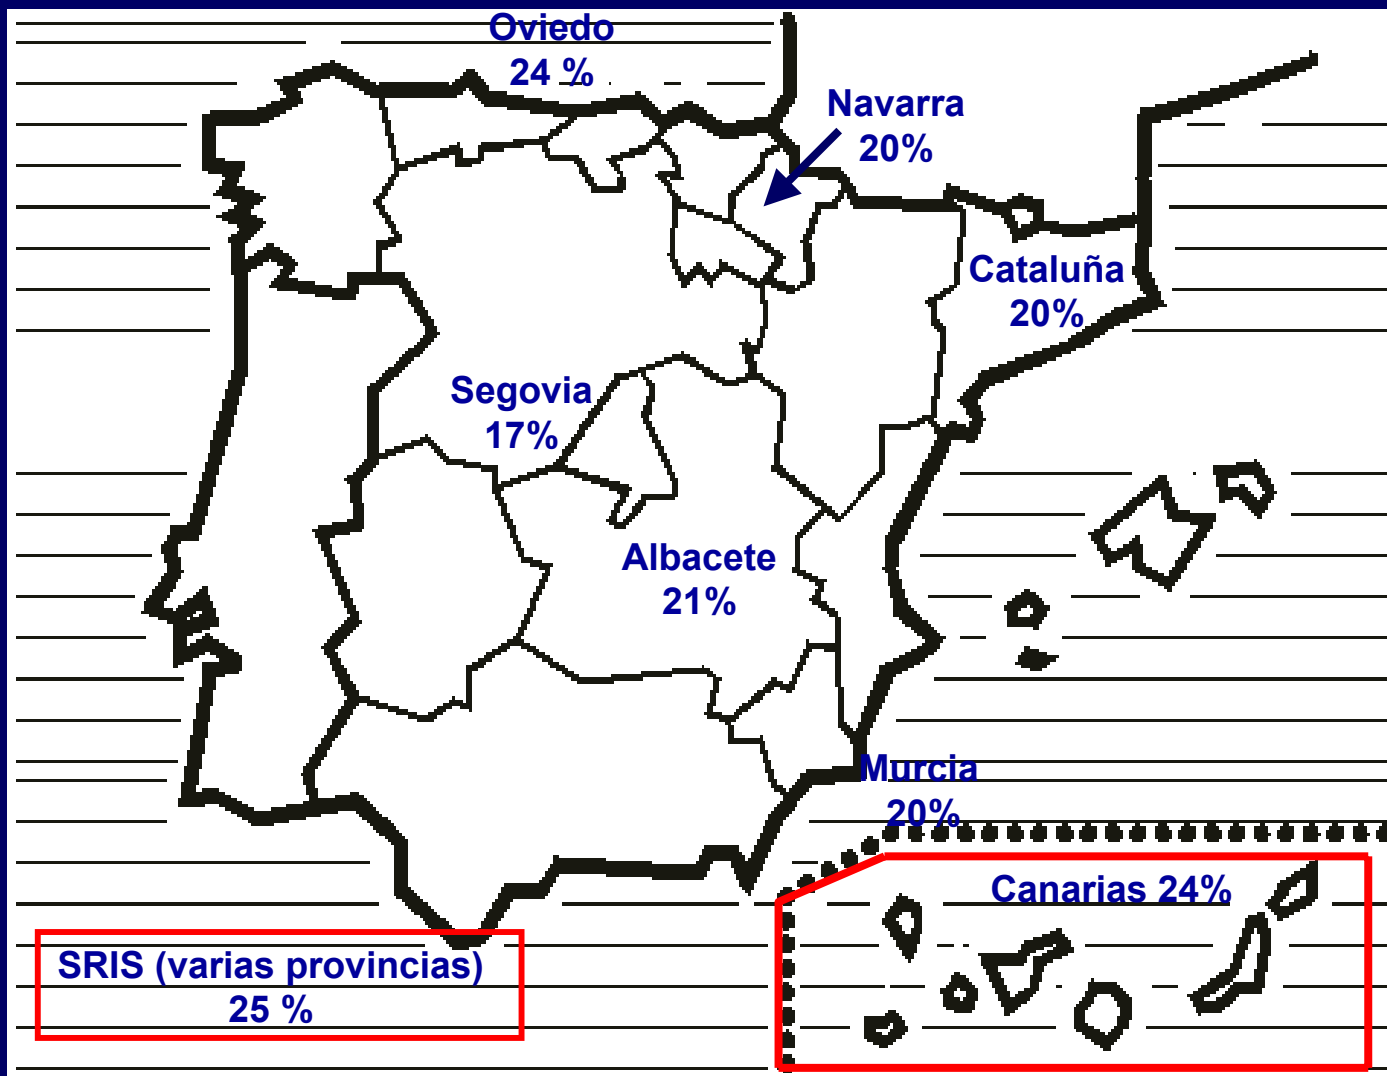 Oviedo
24 %
Navarra
20%
Cataluña
20%
Segovia
17%
Albacete
21%
Murcia
20%
Canarias 24%
SRIS (varias provincias)
25 %